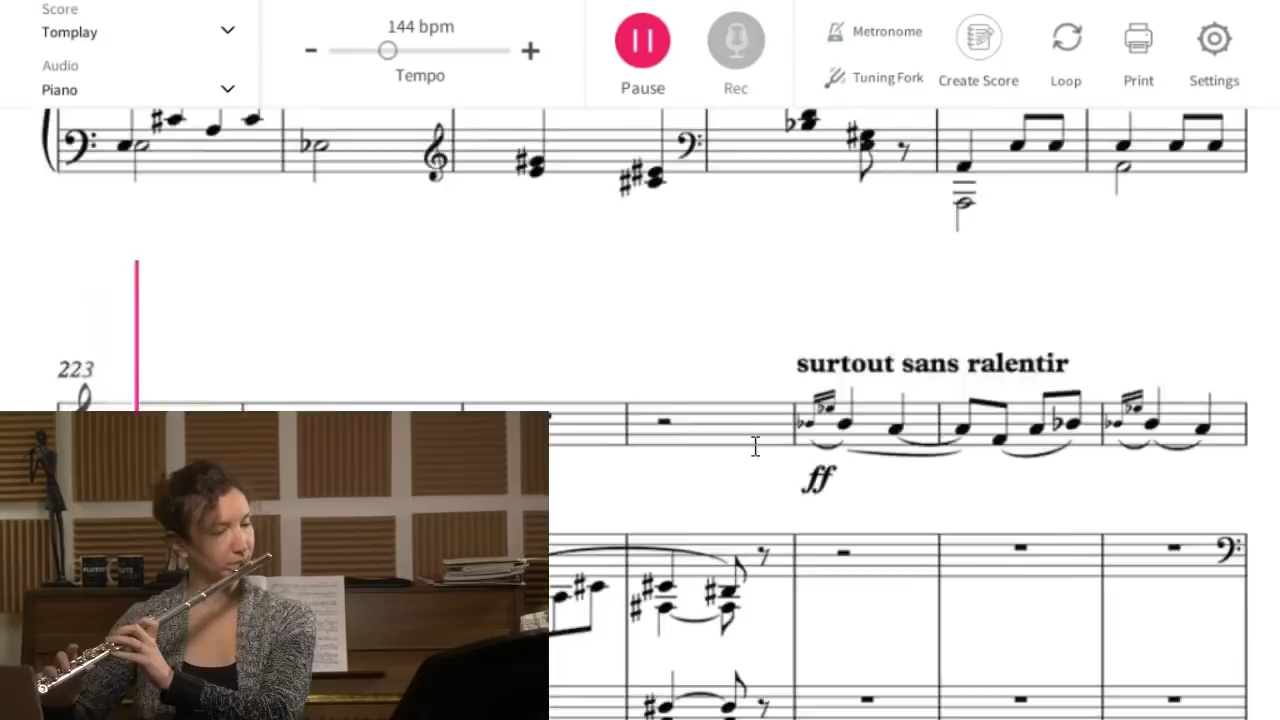 Score
Tomplay
Audio
Piano
144 bpm
Tempo
Pause
Rec
Metronome
Tuning Fork
Create Score
Loop
Print
Settings
223
surtout sans ralentir
ff